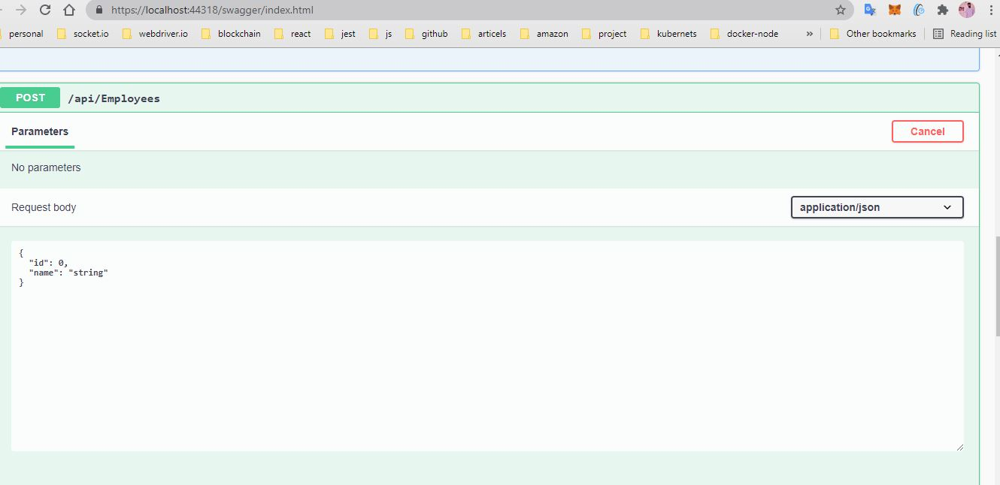 https://localhost:44318/swagger/index.html
personal socket.io webdriver.io blockchain react jest js github articels amazon project kubernets docker-node » Other bookmarks Reading list
POST /api/Employees
Parameters Cancel
No parameters
Request body application/json
{
"id": 0,
"name": "string"
}